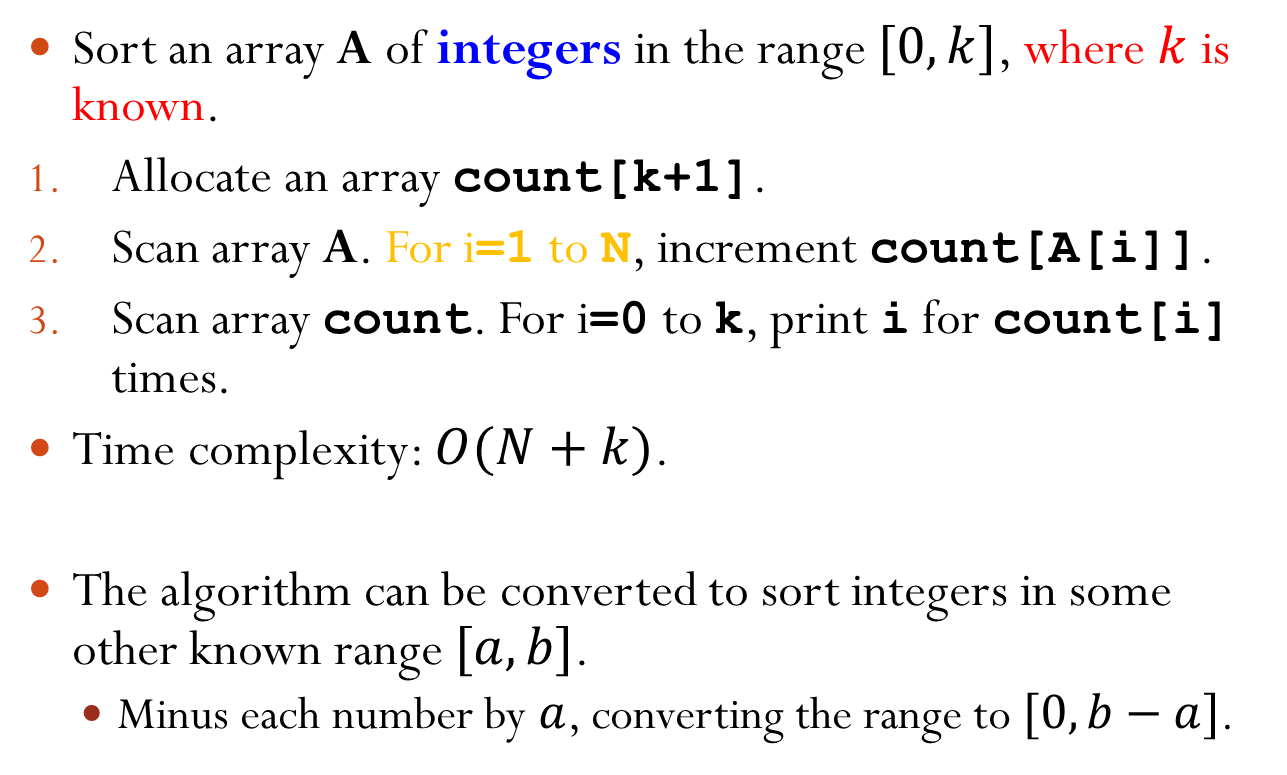 • Sort an array A of integers in the range [0, k], where k is
known.
1. Allocate an array count[k+1].
2. Scan array A. For i=1 to N, increment count[A[i]].
3. Scan array count. For i=0 to k, print i for count[i]
times.
• Time complexity: O(N + k).
• The algorithm can be converted to sort integers in some
other known range [a, b].
• Minus each number by a, converting the range to [0, b − a].